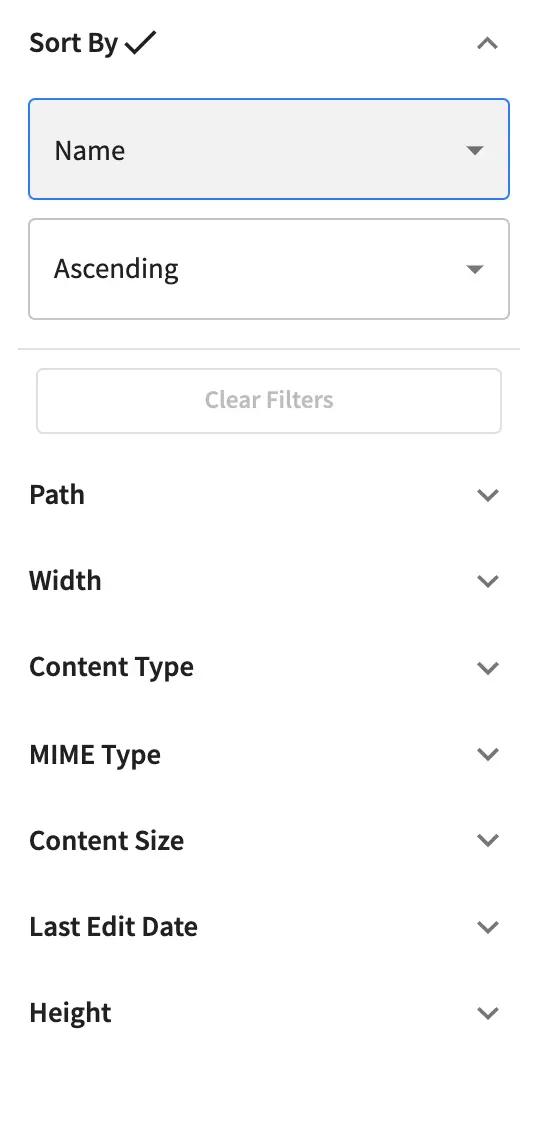 Sort By
Name
Ascending
Clear Filters
Path
Width
Content Type
MIME Type
Content Size
Last Edit Date
Height